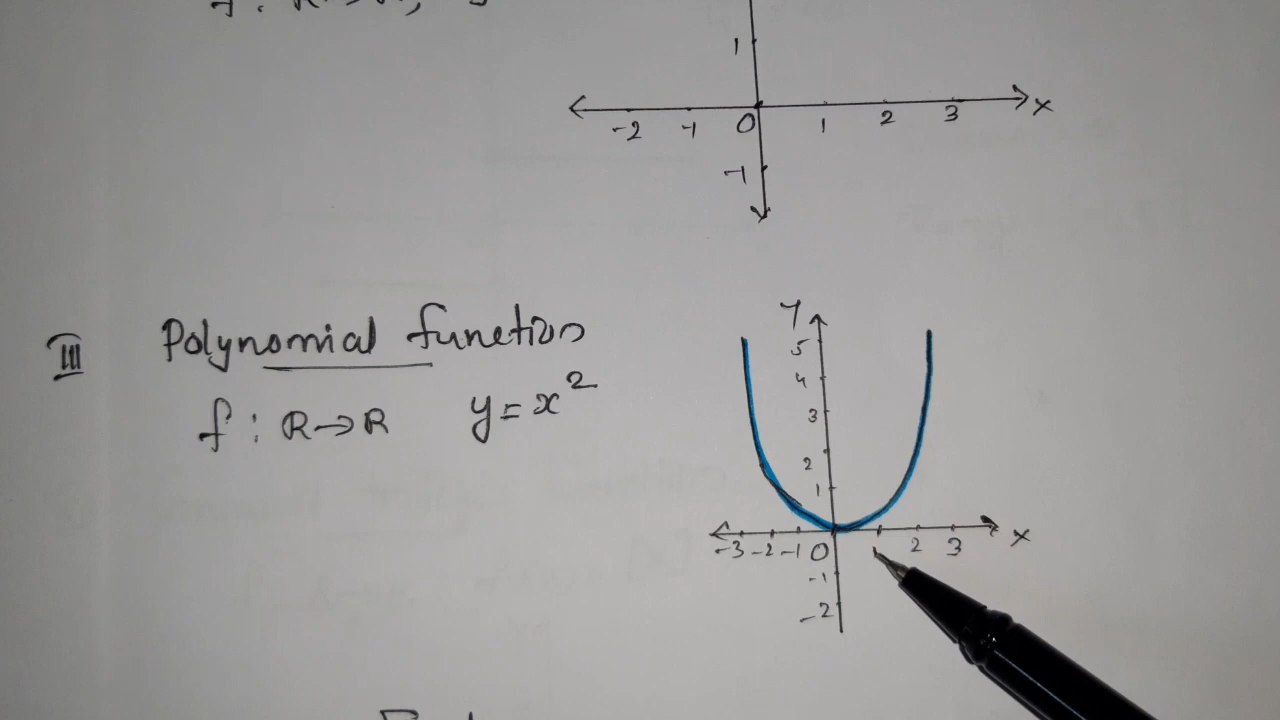 1
X
-2 -1 0 1 2 3
-1
III Polynomial function
f : R→R y = x²
Y
5
4
3
2
1
X
-3 -2 -1 0 2 3
-1
-2